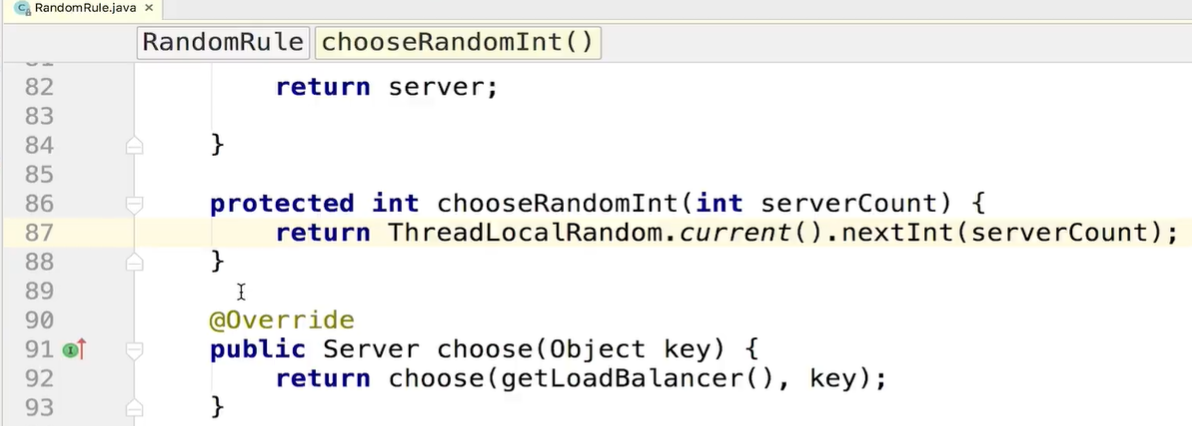 RandomRule.java
RandomRule chooseRandomInt()
82 return server;
83
84 }
85
86 protected int chooseRandomInt(int serverCount) {
87 return ThreadLocalRandom.current().nextInt(serverCount);
88 }
89
90 @Override
91 public Server choose(Object key) {
92 return choose(getLoadBalancer(), key);
93 }